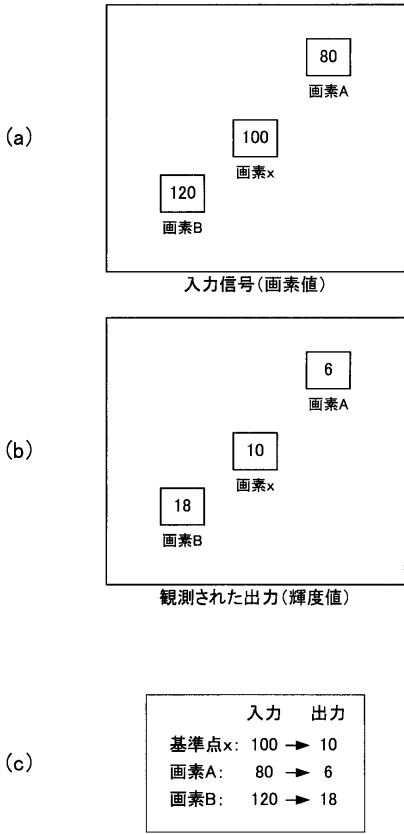 (a)
80
画素A
100
画素x
120
画素B
入力信号(画素値)
(b)
6
画素A
10
画素x
18
画素B
観測された出力(輝度値)
(c)
入力 出力
基準点x: 100 → 10
画素A: 80 → 6
画素B: 120 → 18